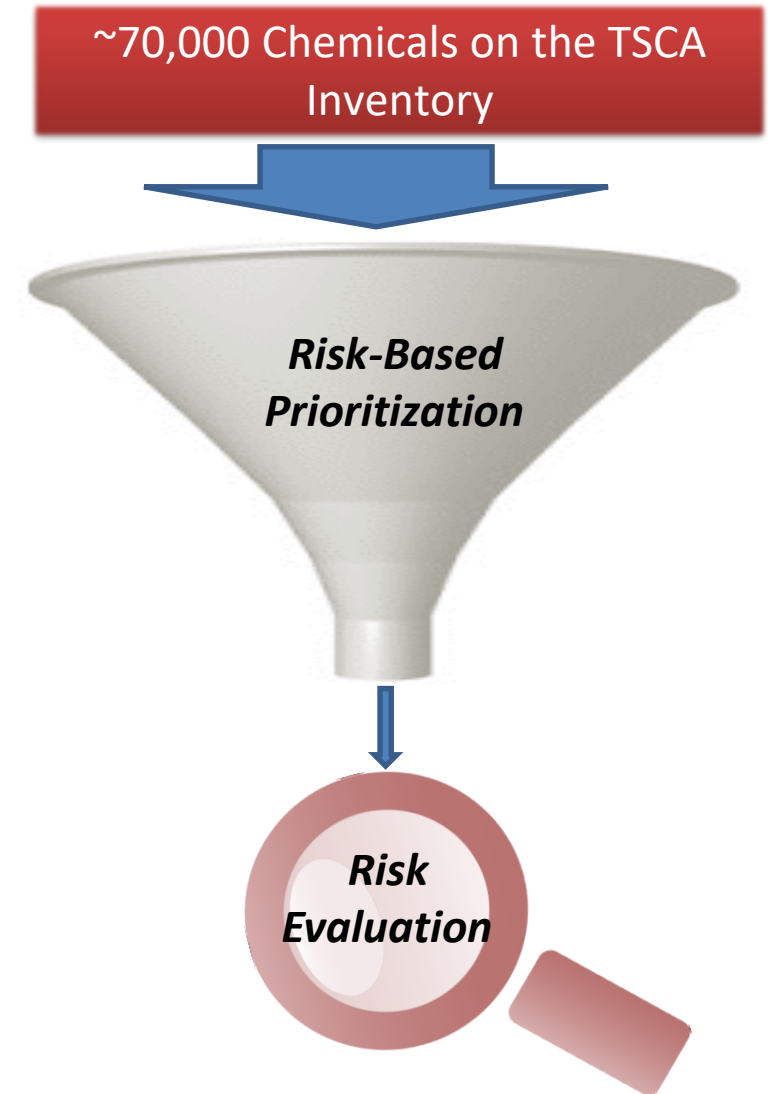 ~70,000 Chemicals on the TSCA
Inventory
Risk-Based
Prioritization
Risk
Evaluation